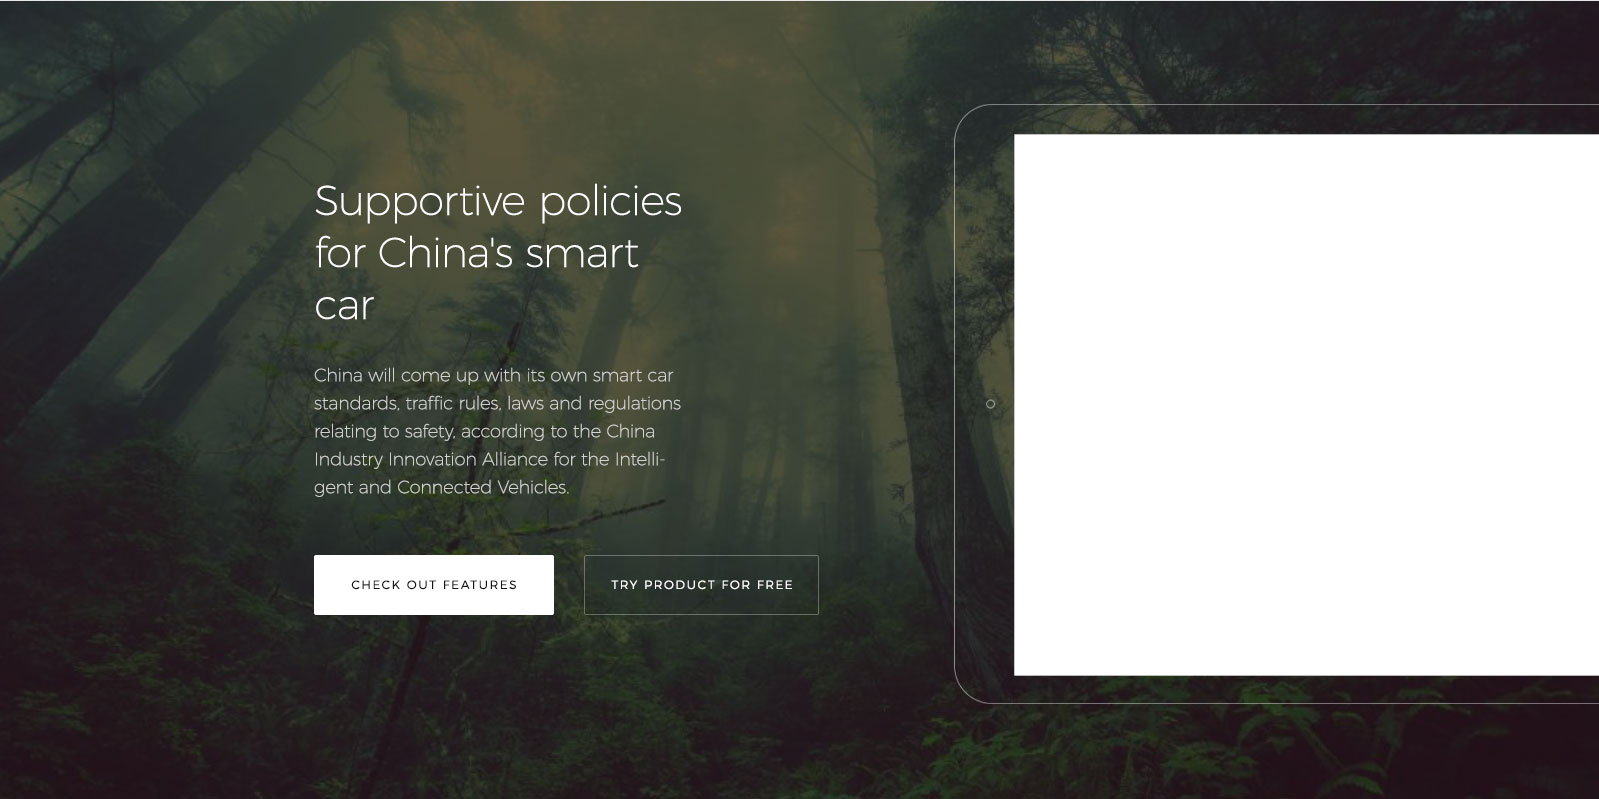 Supportive policies
for China's smart
car
China will come up with its own smart car
standards, traffic rules, laws and regulations
relating to safety, according to the China
Industry Innovation Alliance for the Intelli-
gent and Connected Vehicles.
CHECK OUT FEATURES
TRY PRODUCT FOR FREE